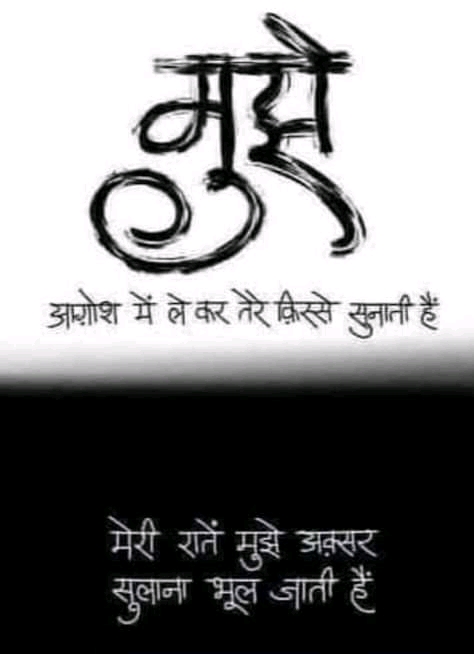 मुझे
आग़ोश में ले कर तेरे क़िस्से सुनाती हैं
मेरी रातें मुझे अक़्सर
सुलाना भूल जाती हैं